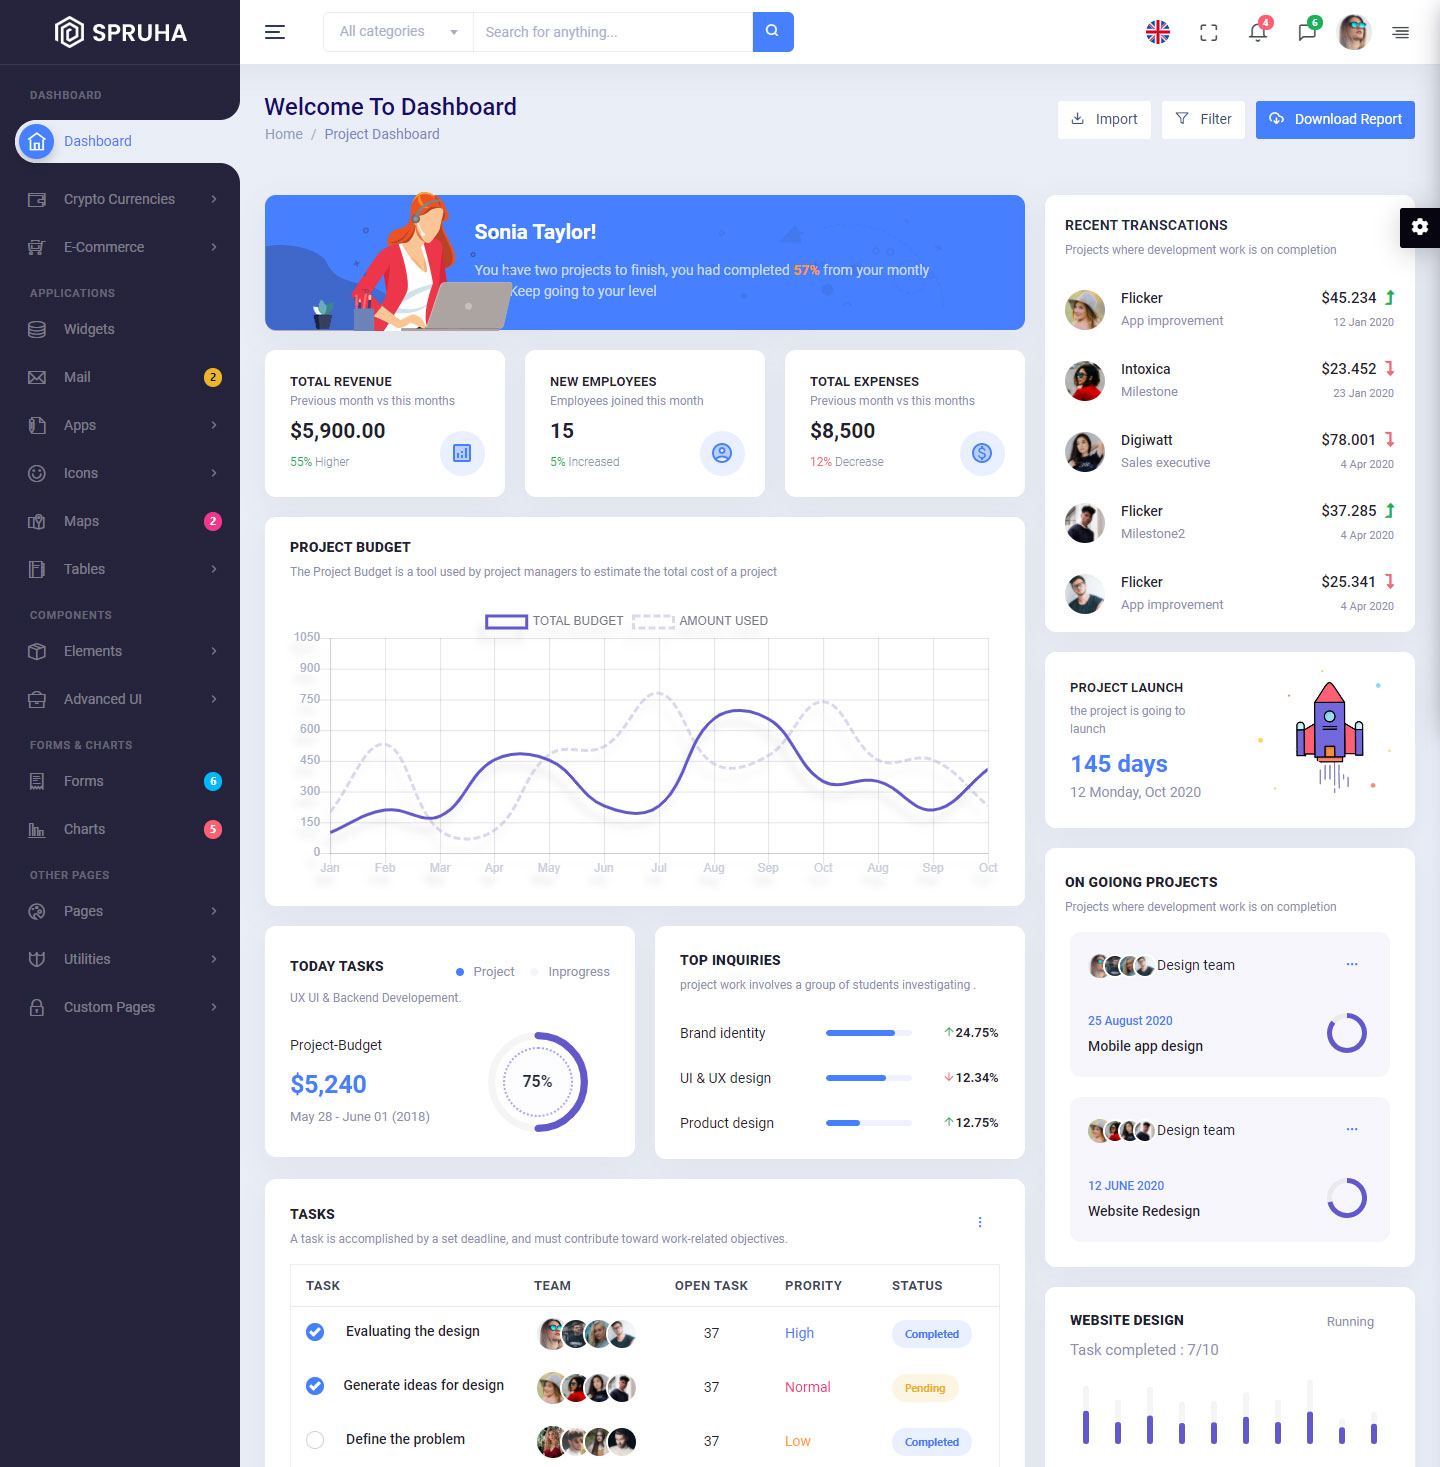 SPRUHA
All categories
Search for anything...
4
6
DASHBOARD
Dashboard
Crypto Currencies
E-Commerce
APPLICATIONS
Widgets
Mail
2
Apps
Icons
Maps
2
Tables
COMPONENTS
Elements
Advanced UI
FORMS & CHARTS
Forms
6
Charts
5
OTHER PAGES
Pages
Utilities
Custom Pages
Welcome To Dashboard
Home / Project Dashboard
Import
Filter
Download Report
Sonia Taylor!
You have two projects to finish, you had completed 57% from your montly
Keep going to your level
TOTAL REVENUE
Previous month vs this months
$5,900.00
55% Higher
NEW EMPLOYEES
Employees joined this month
15
5% Increased
TOTAL EXPENSES
Previous month vs this months
$8,500
12% Decrease
PROJECT BUDGET
The Project Budget is a tool used by project managers to estimate the total cost of a project
TOTAL BUDGET
AMOUNT USED
1050
900
750
600
450
300
150
0
Jan Feb Mar Apr May Jun Jul Aug Sep Oct Aug Sep Oct
TODAY TASKS
Project
Inprogress
UX UI & Backend Developement.
Project-Budget
$5,240
May 28 - June 01 (2018)
75%
TOP INQUIRIES
project work involves a group of students investigating .
Brand identity
24.75%
UI & UX design
12.34%
Product design
12.75%
TASKS
A task is accomplished by a set deadline, and must contribute toward work-related objectives.
TASK TEAM OPEN TASK PRORITY STATUS
Evaluating the design 37 High Completed
Generate ideas for design 37 Normal Pending
Define the problem 37 Low Completed
RECENT TRANSCATIONS
Projects where development work is on completion
Flicker $45.234
App improvement 12 Jan 2020
Intoxica $23.452
Milestone 23 Jan 2020
Digiwatt $78.001
Sales executive 4 Apr 2020
Flicker $37.285
Milestone2 4 Apr 2020
Flicker $25.341
App improvement 4 Apr 2020
PROJECT LAUNCH
the project is going to
launch
145 days
12 Monday, Oct 2020
ON GOIONG PROJECTS
Projects where development work is on completion
Design team
25 August 2020
Mobile app design
Design team
12 JUNE 2020
Website Redesign
WEBSITE DESIGN
Running
Task completed : 7/10